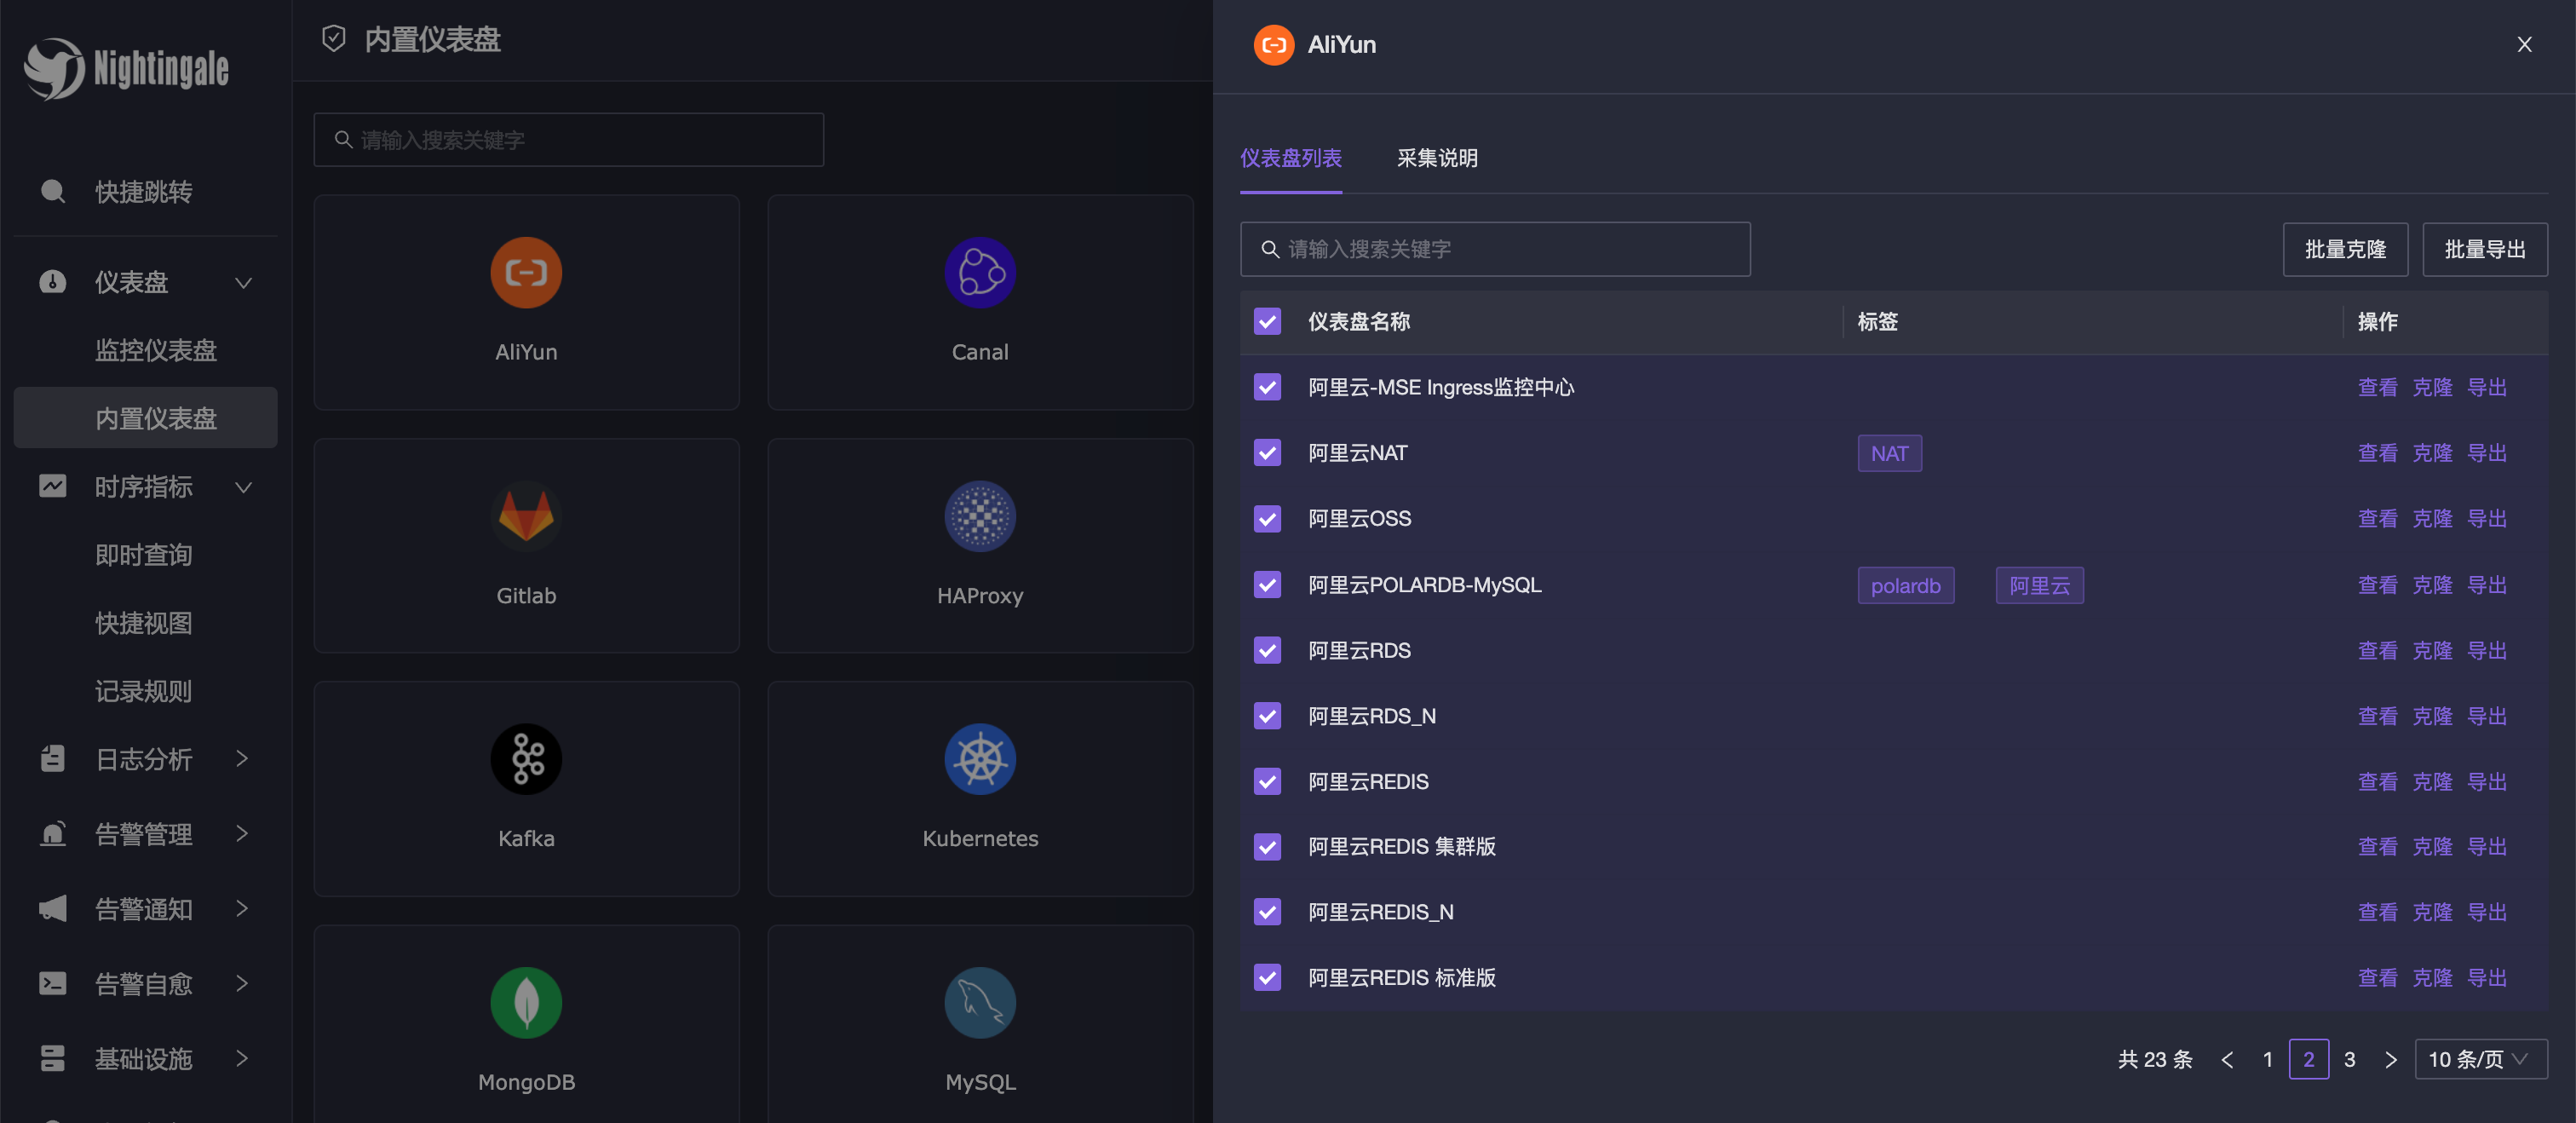 Nightingale
快捷跳转
仪表盘
监控仪表盘
内置仪表盘
时序指标
即时查询
快捷视图
记录规则
日志分析
告警管理
告警通知
告警自愈
基础设施
内置仪表盘
请输入搜索关键字
AliYun
Canal
Gitlab
HAProxy
Kafka
Kubernetes
MongoDB
MySQL
AliYun
仪表盘列表 采集说明
请输入搜索关键字 批量克隆 批量导出
仪表盘名称 标签 操作
阿里云-MSE Ingress监控中心 查看 克隆 导出
阿里云NAT NAT 查看 克隆 导出
阿里云OSS 查看 克隆 导出
阿里云POLARDB-MySQL polardb 阿里云 查看 克隆 导出
阿里云RDS 查看 克隆 导出
阿里云RDS_N 查看 克隆 导出
阿里云REDIS 查看 克隆 导出
阿里云REDIS 集群版 查看 克隆 导出
阿里云REDIS_N 查看 克隆 导出
阿里云REDIS 标准版 查看 克隆 导出
共 23 条 1 2 3 10 条/页